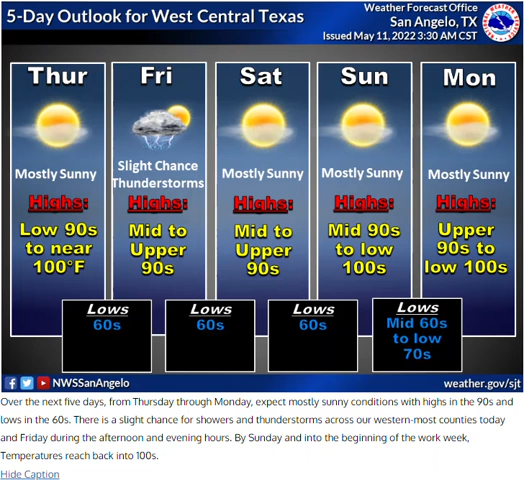 5-Day Outlook for West Central Texas
Weather Forecast Office
San Angelo, TX
Issued May 11, 2022 3:30 AM CST
Thur
Mostly Sunny
Highs:
Low 90s
to near
100°F
Fri
Slight Chance
Thunderstorms
Highs:
Mid to
Upper
90s
Sat
Mostly Sunny
Highs:
Mid to
Upper
90s
Sun
Mostly Sunny
Highs:
Mid 90s
to low
100s
Mon
Mostly Sunny
Highs:
Upper
90s to
low 100s
Lows
60s
Lows
60s
Lows
60s
Lows
Mid 60s
to low
70s
NWSSanAngelo
weather.gov/sjt
Over the next five days, from Thursday through Monday, expect mostly sunny conditions with highs in the 90s and
lows in the 60s. There is a slight chance for showers and thunderstorms across our western-most counties today
and Friday during the afternoon and evening hours. By Sunday and into the beginning of the work week,
Temperatures reach back into 100s.
Hide Caption